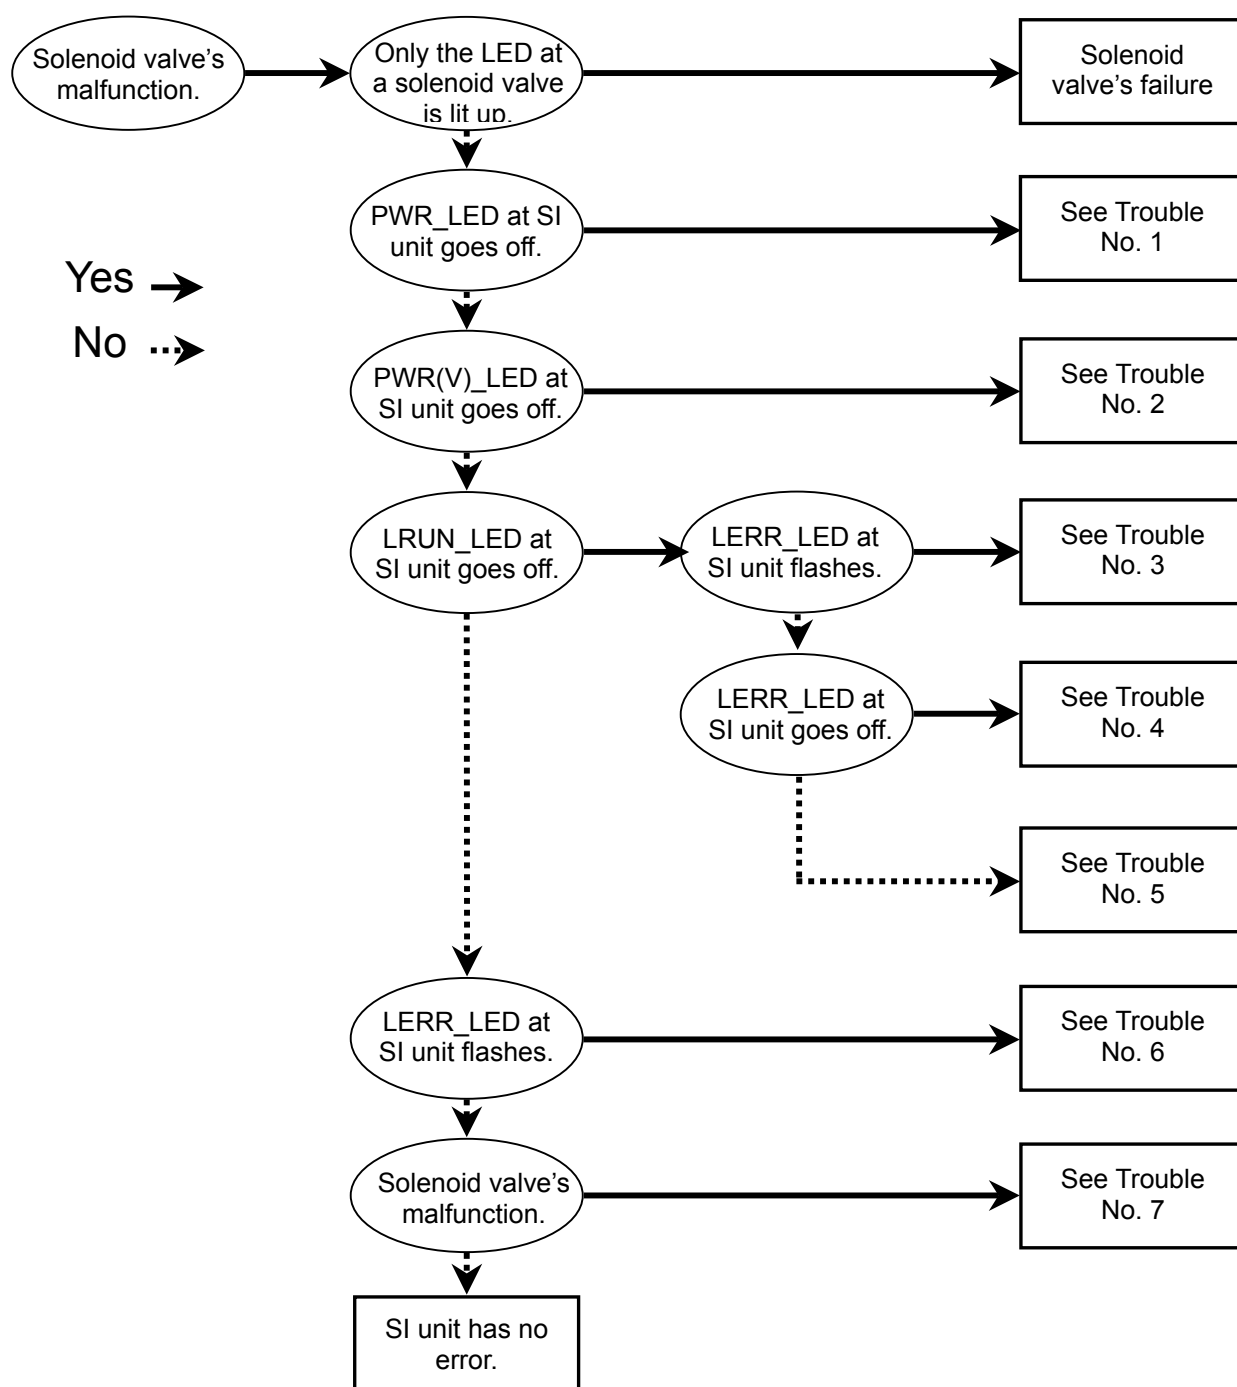 Solenoid valve's
malfunction.
Only the LED at
a solenoid valve
is lit up.
Solenoid
valve's failure
PWR_LED at SI
unit goes off.
See Trouble
No. 1
Yes
No
PWR(V)_LED at
SI unit goes off.
See Trouble
No. 2
LRUN_LED at
SI unit goes off.
LERR_LED at
SI unit flashes.
See Trouble
No. 3
LERR_LED at
SI unit goes off.
See Trouble
No. 4
See Trouble
No. 5
LERR_LED at
SI unit flashes.
See Trouble
No. 6
Solenoid valve's
malfunction.
See Trouble
No. 7
SI unit has no
error.